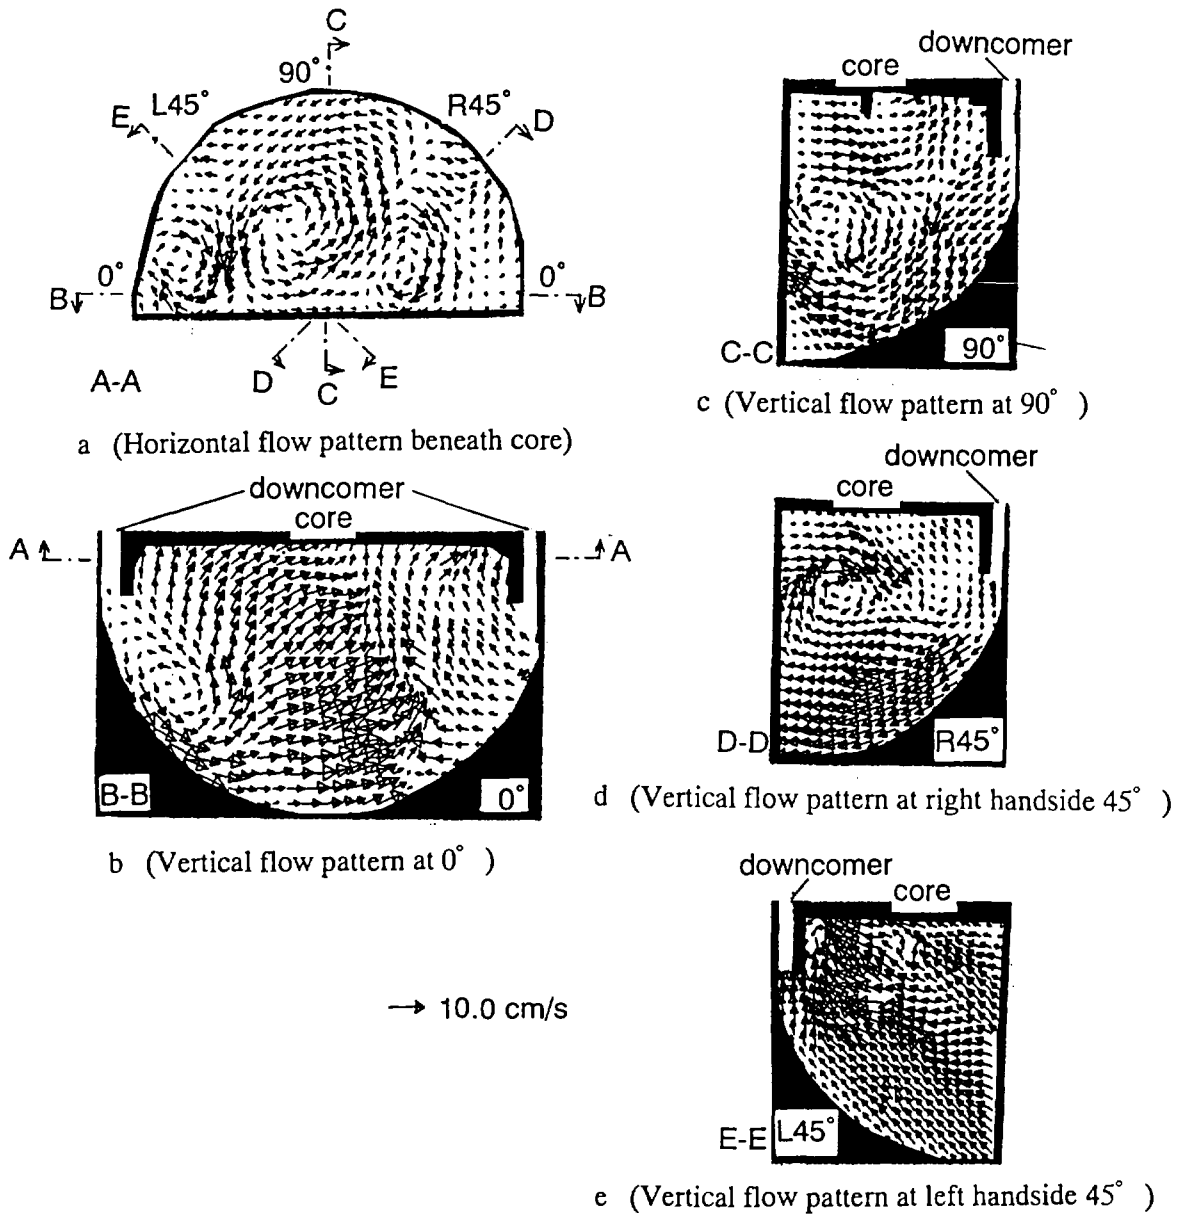 C
90°
L45°
R45°
E
D
0°
0°
B
B
D
C
E
A-A
a (Horizontal flow pattern beneath core)
downcomer
core
C-C
90°
c (Vertical flow pattern at 90°)
downcomer
core
A
A
B-B
0°
b (Vertical flow pattern at 0°)
downcomer
core
D-D
R45°
d (Vertical flow pattern at right handside 45°)
10.0 cm/s
downcomer
core
E-E
L45°
e (Vertical flow pattern at left handside 45°)